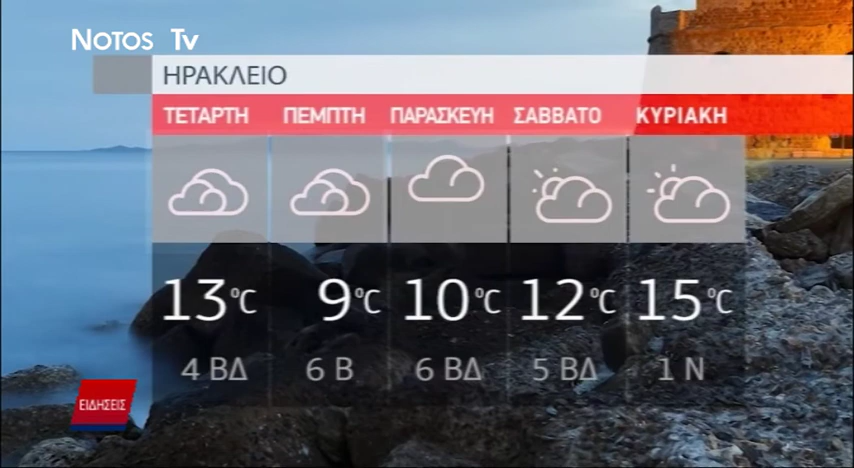 NOTOS TV
ΗΡΑΚΛΕΙΟ
ΤΕΤΑΡΤΗ ΠΕΜΠΤΗ ΠΑΡΑΣΚΕΥΗ ΣΑΒΒΑΤΟ ΚΥΡΙΑΚΗ
13°C 9°C 10°C 12°C 15°C
4 ΒΔ 6 Β 6 ΒΔ 5 ΒΔ 1 Ν
ΕΙΔΗΣΕΙΣ